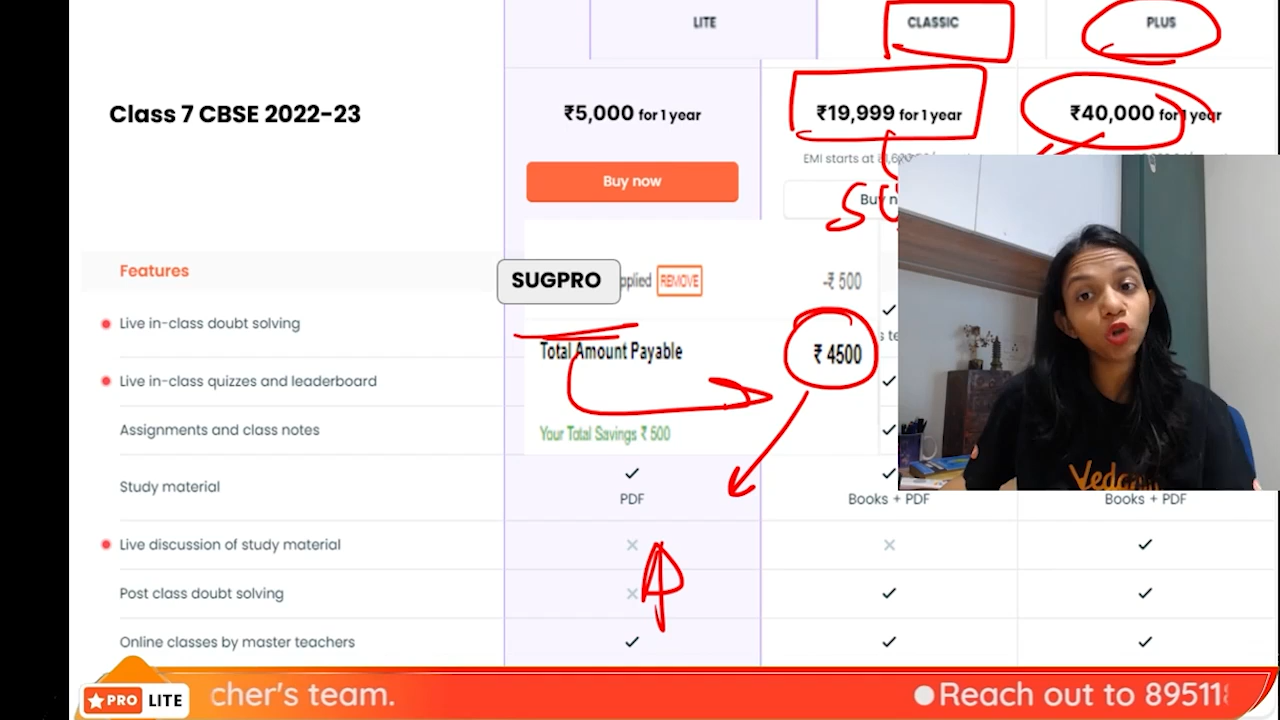 LITE
CLASSIC
PLUS
Class 7 CBSE 2022-23
₹5,000 for 1 year
₹19,999 for 1 year
₹40,000 for 1 year
EMI starts at
Buy now
Buy
Features
SUGPRO
pplied REMOVE
-₹ 500
Live in-class doubt solving
Total Amount Payable
₹ 4500
Live in-class quizzes and leaderboard
Assignments and class notes
Your Total Savings ₹ 500
Study material
PDF
Books + PDF
Books + PDF
Live discussion of study material
Post class doubt solving
Online classes by master teachers
PRO LITE
cher's team.
Reach out to 89511